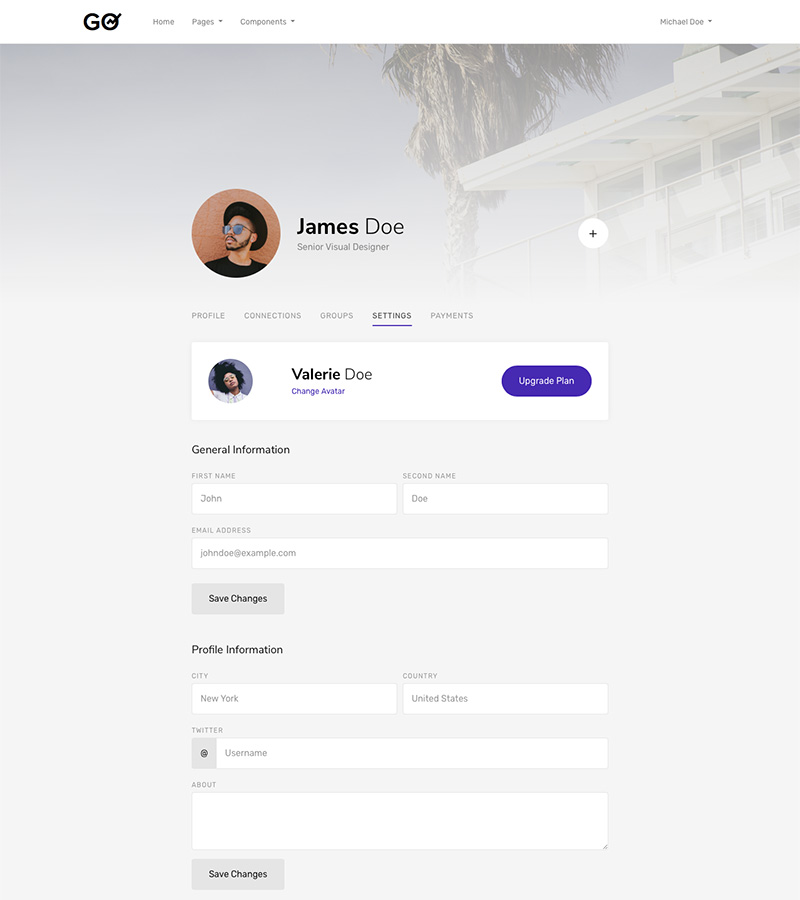 GO
Home Pages Components Michael Doe
James Doe
Senior Visual Designer
+
PROFILE CONNECTIONS GROUPS SETTINGS PAYMENTS
Valerie Doe
Change Avatar
Upgrade Plan
General Information
FIRST NAME SECOND NAME
John Doe
EMAIL ADDRESS
johndoe@example.com
Save Changes
Profile Information
CITY COUNTRY
New York United States
TWITTER
@ Username
ABOUT
Save Changes